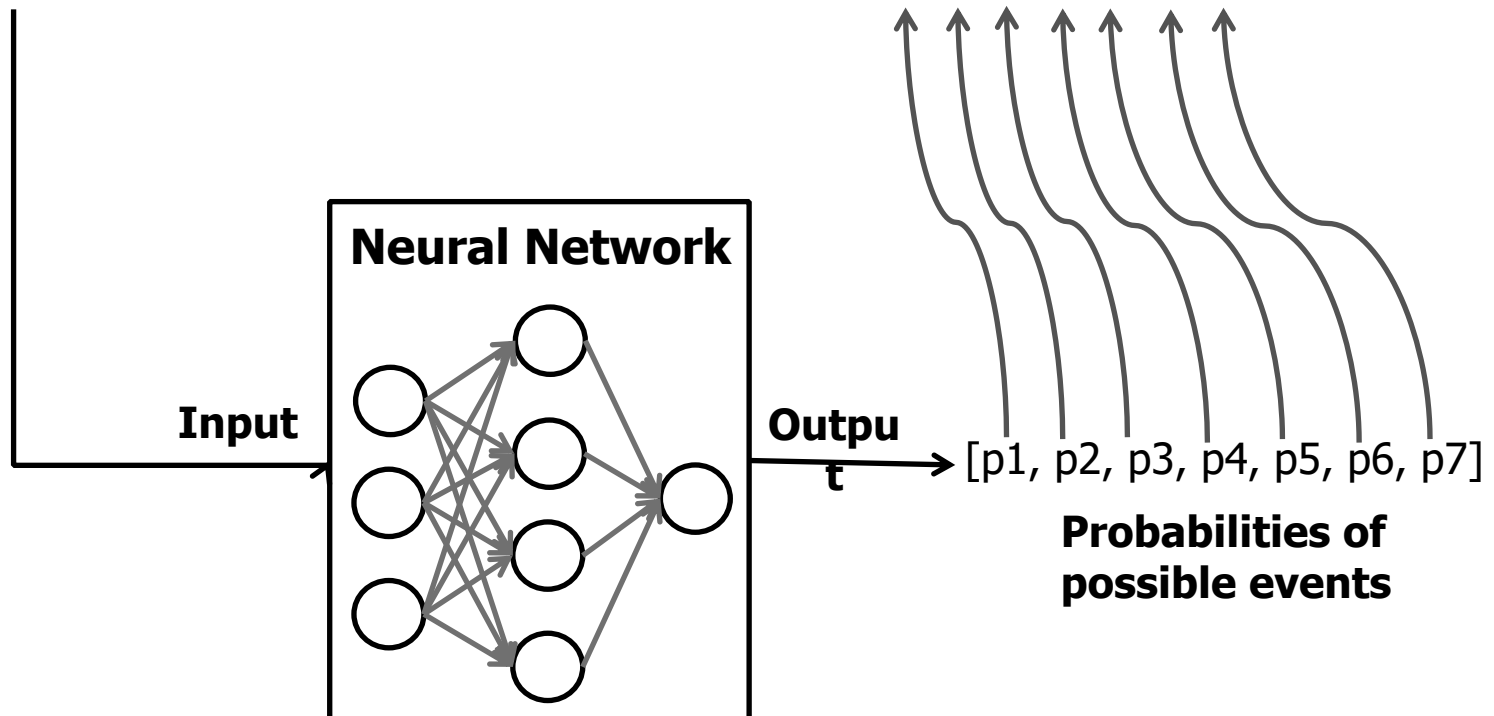 Neural Network
Input
Outpu
t
[p1, p2, p3, p4, p5, p6, p7]
Probabilities of
possible events